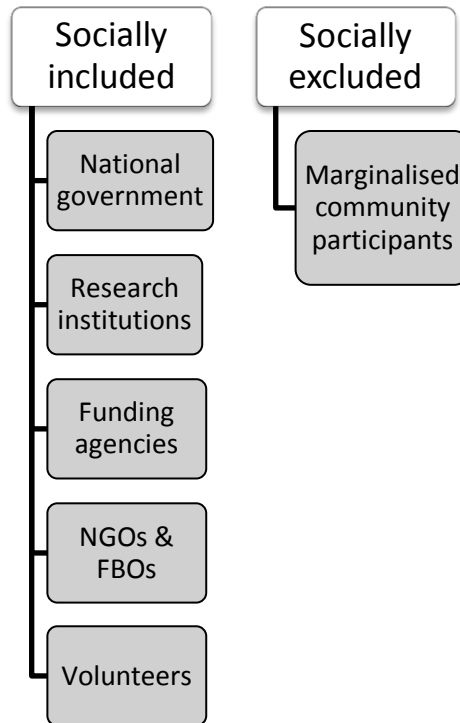 Socially
included
National
government
Research
institutions
Funding
agencies
NGOs &
FBOs
Volunteers
Socially
excluded
Marginalised
community
participants